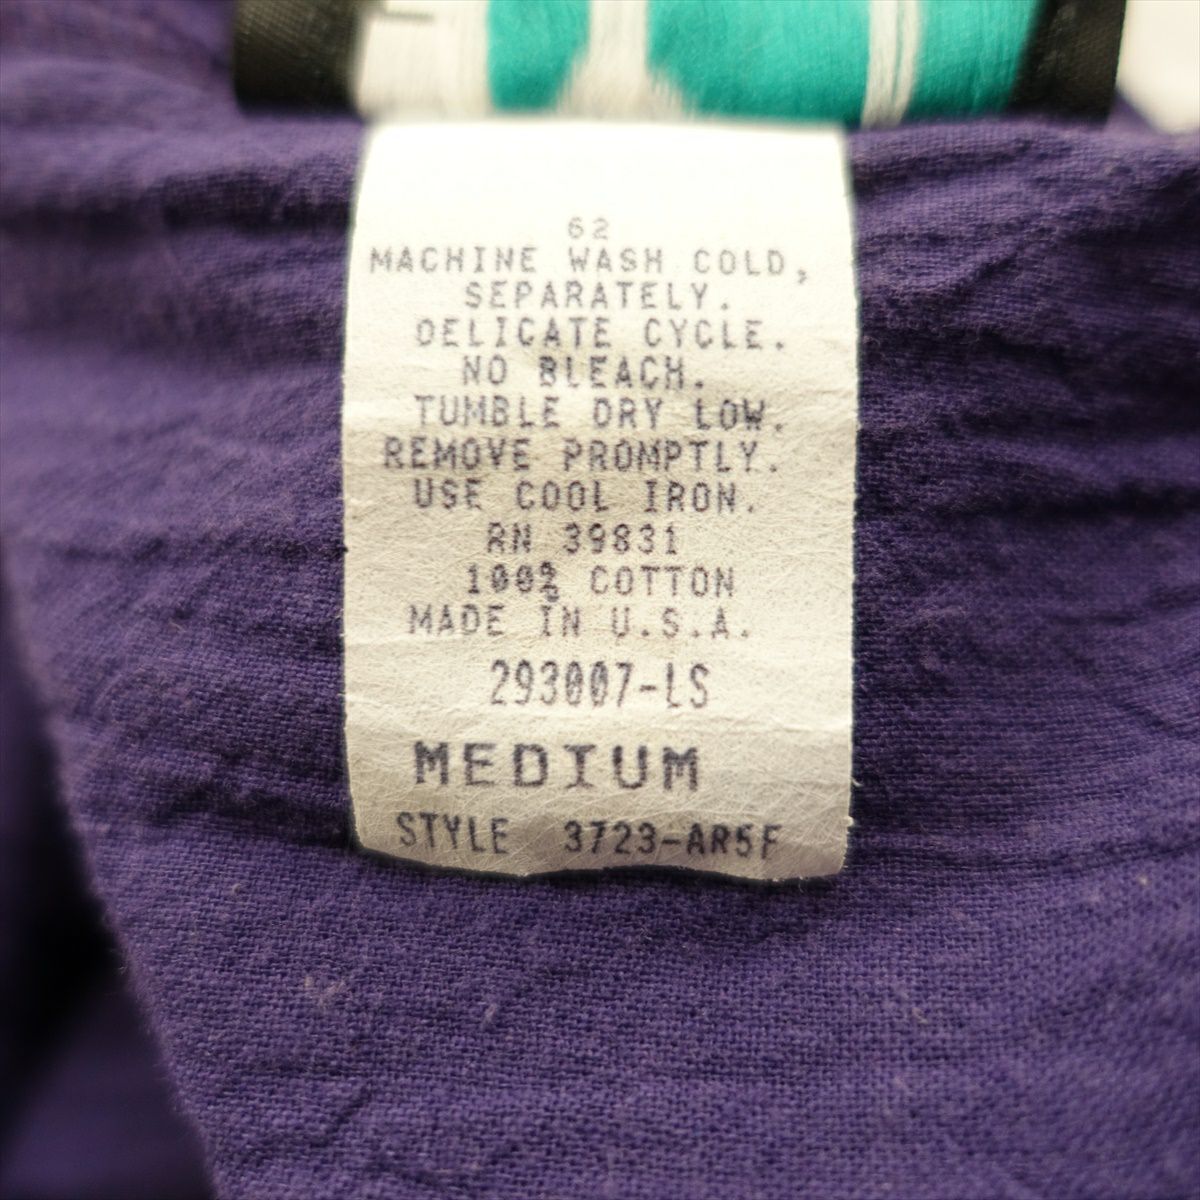 62
MACHINE WASH COLD,
SEPARATELY.
DELICATE CYCLE.
NO BLEACH.
TUMBLE DRY LOW.
REMOVE PROMPTLY.
USE COOL IRON.
RN 39831
100% COTTON
MADE IN U.S.A.
293007-LS
MEDIUM
STYLE 3723-AR5F